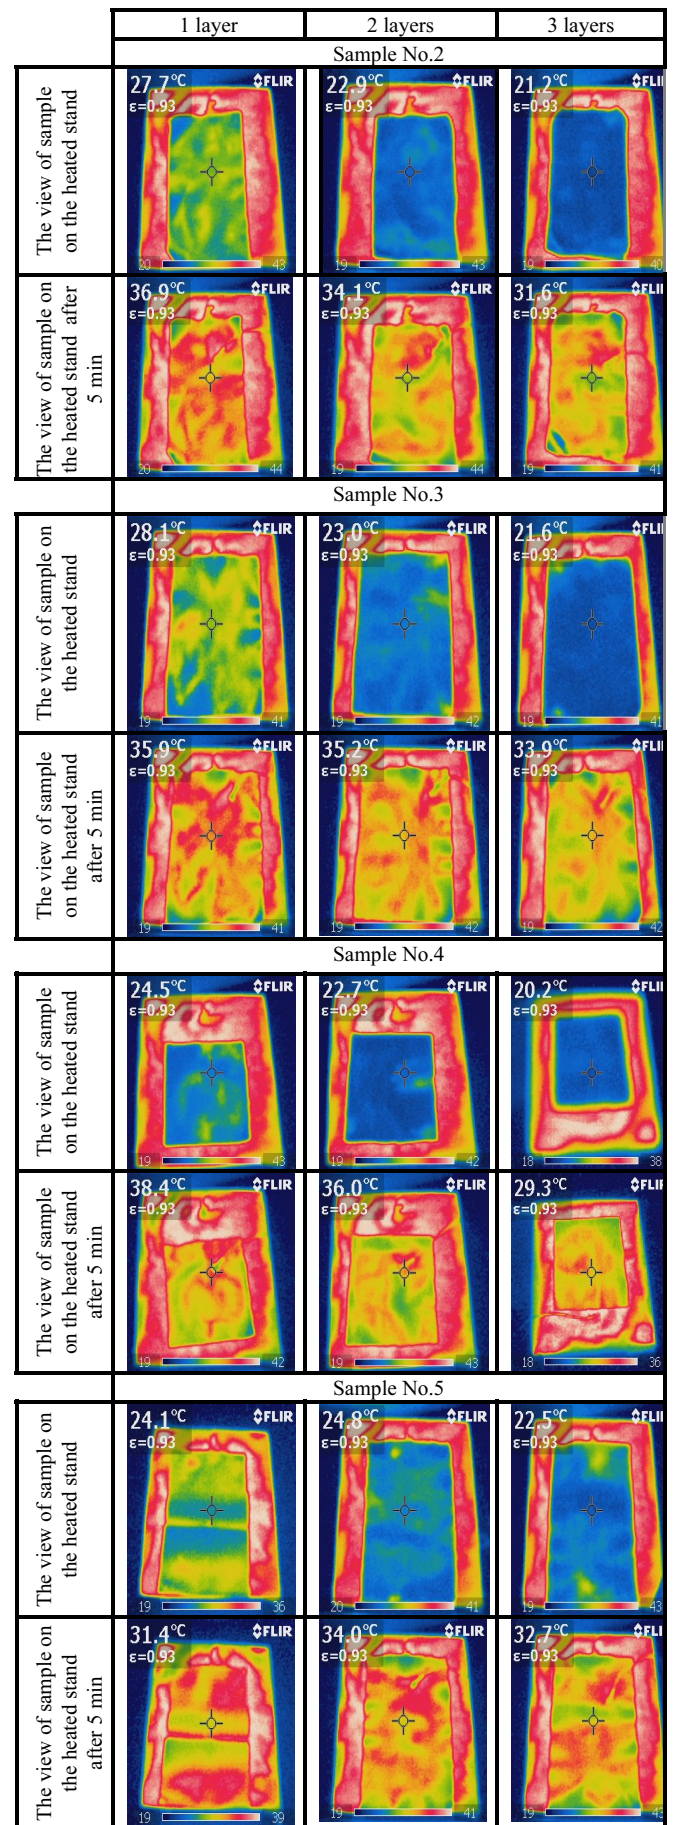 1 layer 2 layers 3 layers
Sample No.2
The view of sample
on the heated stand
27.7°C FLIR
ε=0.93
20 43
22.9°C FLIR
ε=0.93
19 43
21.2°C FLI
ε=0.93
19 40
The view of sample on
the heated stand after
5 min
36.9°C FLIR
ε=0.93
20 44
34.1°C FLIR
ε=0.93
19 44
31.6°C FLI
ε=0.93
19 41
Sample No.3
The view of sample on
the heated stand
28.1°C FLIR
ε=0.93
19 41
23.0°C FLIR
ε=0.93
19 42
21.6°C FLI
ε=0.93
19 41
The view of sample
on the heated stand
after 5 min
35.9°C FLIR
ε=0.93
19 41
35.2°C FLIR
ε=0.93
19 42
33.9°C FLI
ε=0.93
19 42
Sample No.4
The view of sample
on the heated stand
24.5°C FLIR
ε=0.93
19 43
22.7°C FLIR
ε=0.93
19 42
20.2°C FLI
ε=0.93
18 38
The view of sample
on the heated stand
after 5 min
38.4°C FLIR
ε=0.93
19 42
36.0°C FLIR
ε=0.93
19 43
29.3°C FLI
ε=0.93
18 36
Sample No.5
The view of sample on
the heated stand
24.1°C FLIR
ε=0.93
19 36
24.8°C FLIR
ε=0.93
20 41
22.5°C FLI
ε=0.93
19 43
The view of sample on
the heated stand
after 5 min
31.4°C FLIR
ε=0.93
19 39
34.0°C FLIR
ε=0.93
19 41
32.7°C FLI
ε=0.93
19 43